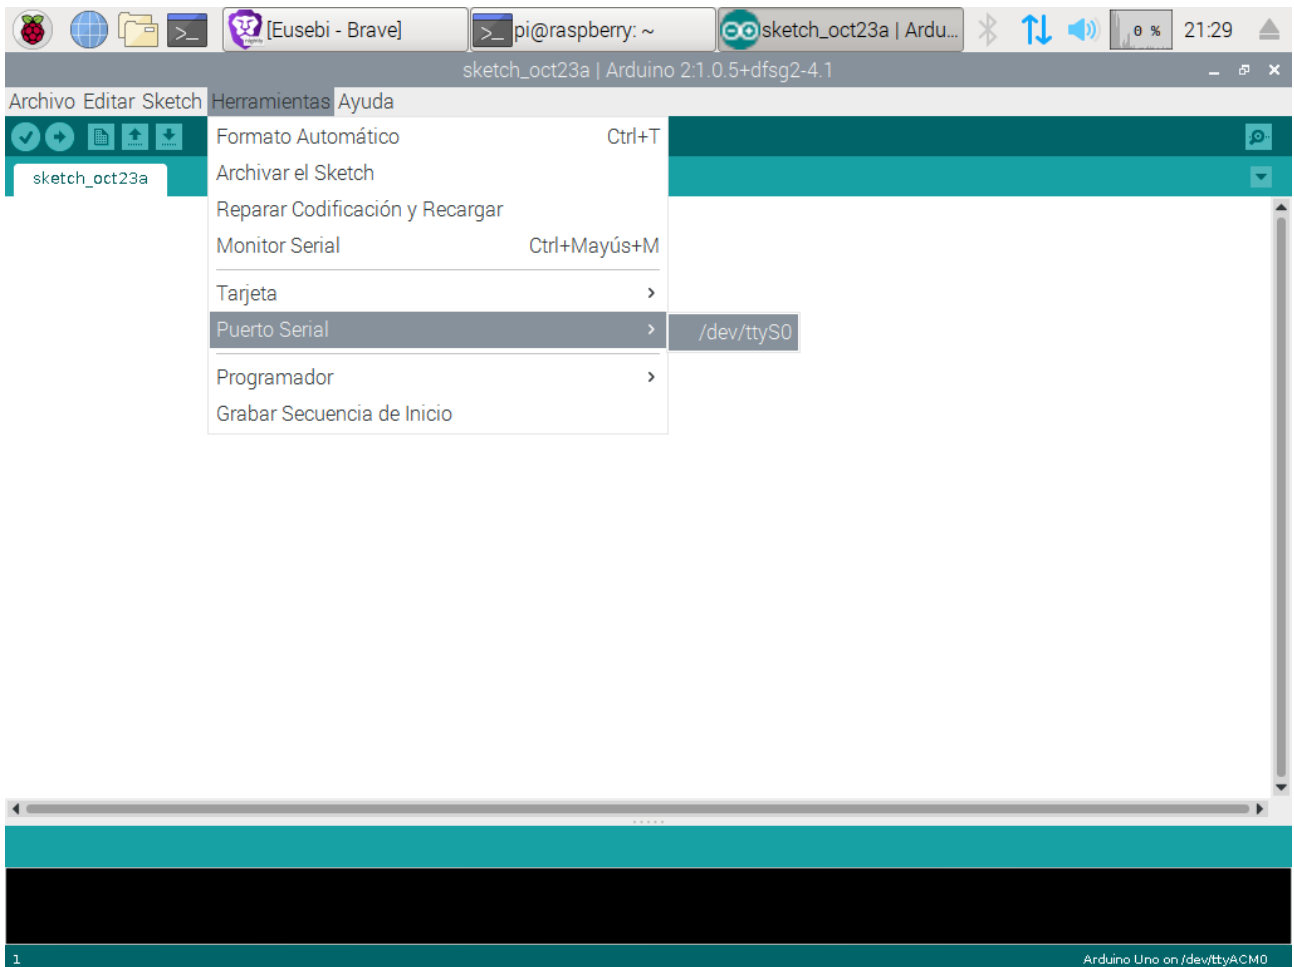 [Eusebi - Brave] pi@raspberry: ~ sketch_oct23a | Ardu... 0 % 21:29
sketch_oct23a | Arduino 2:1.0.5+dfsg2-4.1
Archivo Editar Sketch Herramientas Ayuda
Formato Automático Ctrl+T
sketch_oct23a
Archivar el Sketch
Reparar Codificación y Recargar
Monitor Serial Ctrl+Mayús+M
Tarjeta
Puerto Serial /dev/ttyS0
Programador
Grabar Secuencia de Inicio
1 Arduino Uno on /dev/ttyACM0